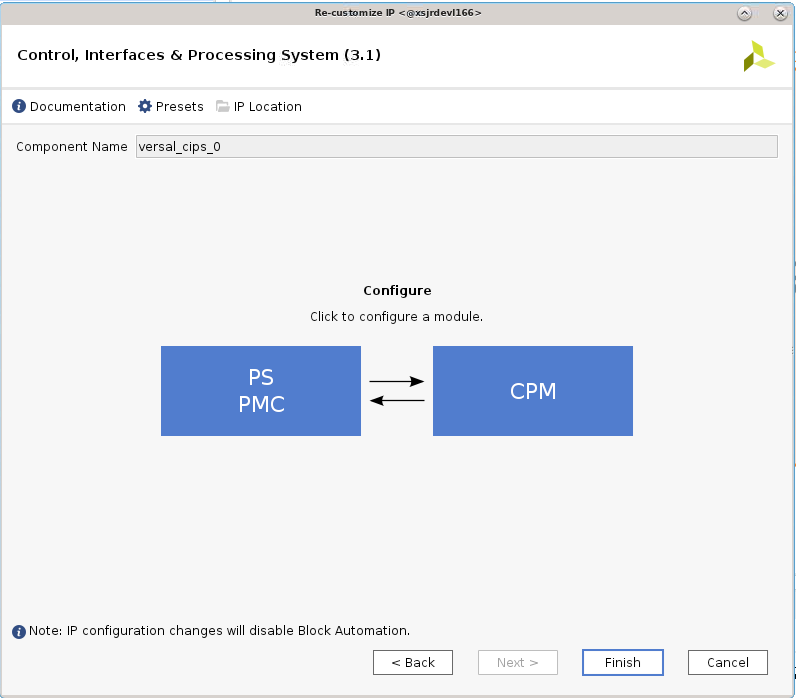 Re-customize IP <@xsjrdevl166>
Control, Interfaces & Processing System (3.1)
Documentation Presets IP Location
Component Name versal_cips_0
Configure
Click to configure a module.
PS
PMC
CPM
Note: IP configuration changes will disable Block Automation.
< Back Next > Finish Cancel